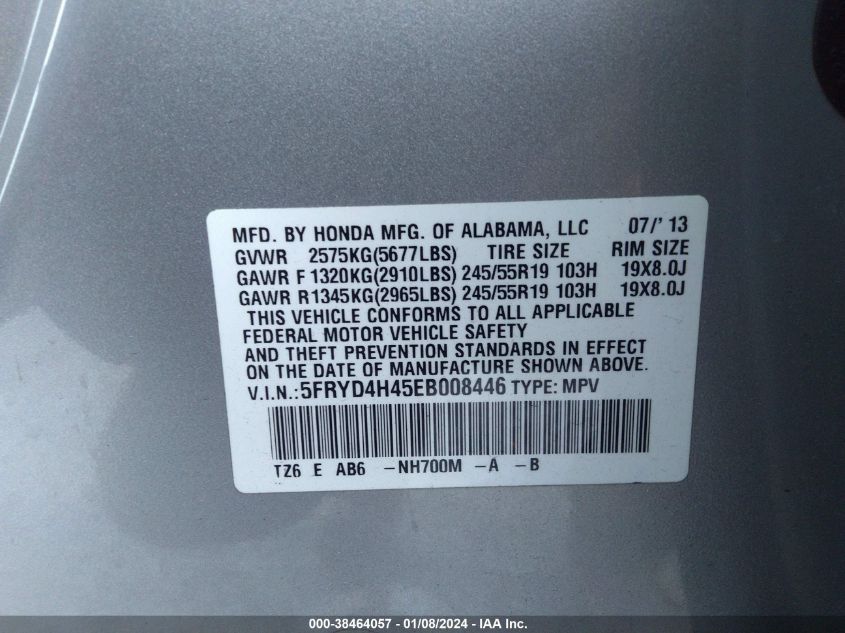 MFD. BY HONDA MFG. OF ALABAMA, LLC 07/' 13
GVWR 2575KG(5677LBS) TIRE SIZE RIM SIZE
GAWR F 1320KG(2910LBS) 245/55R19 103H 19X8.0J
GAWR R1345KG(2965LBS) 245/55R19 103H 19X8.0J
THIS VEHICLE CONFORMS TO ALL APPLICABLE
FEDERAL MOTOR VEHICLE SAFETY
AND THEFT PREVENTION STANDARDS IN EFFECT
ON THE DATE OF MANUFACTURE SHOWN ABOVE.
V.I.N.: 5FRYD4H45EB008446 TYPE: MPV
TZ6 E AB6 -NH700M -A -B
000-38464057 - 01/08/2024 - IAA Inc.